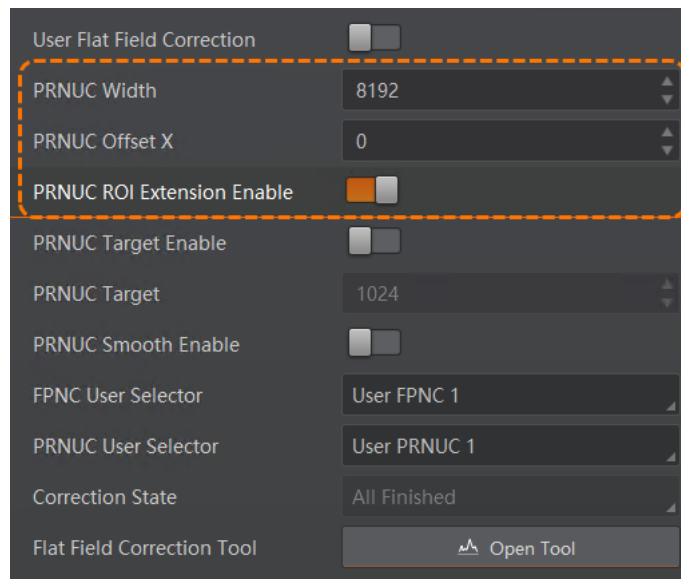 User Flat Field Correction
PRNUC Width 8192
PRNUC Offset X 0
PRNUC ROI Extension Enable
PRNUC Target Enable
PRNUC Target 1024
PRNUC Smooth Enable
FPNC User Selector User FPNC 1
PRNUC User Selector User PRNUC 1
Correction State All Finished
Flat Field Correction Tool Open Tool